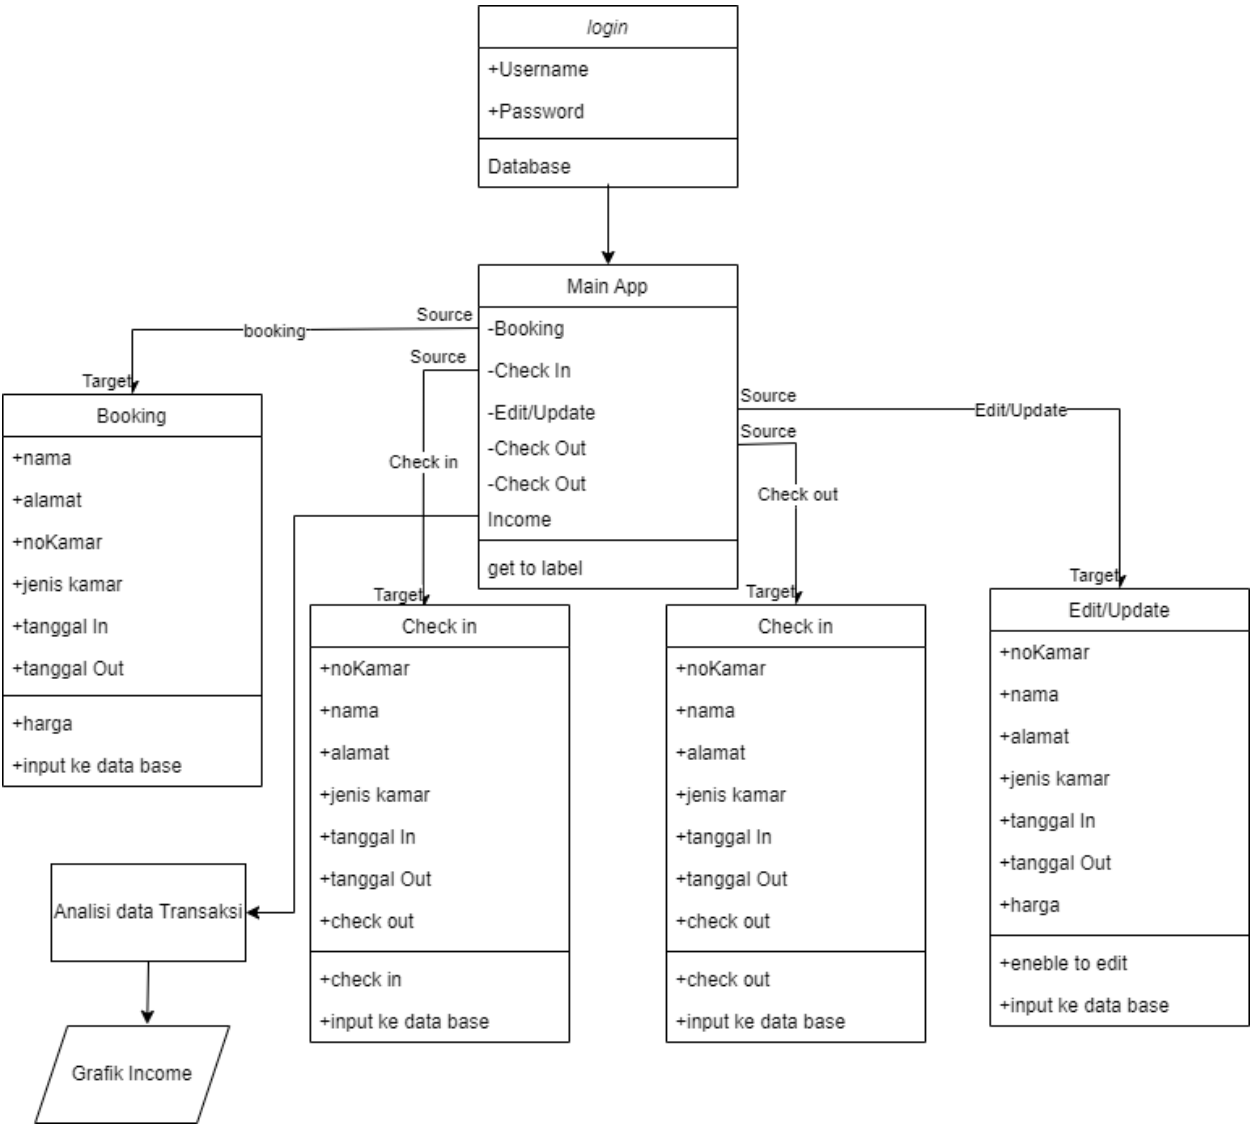 login
+Username
+Password
Database
Main App
-Booking
-Check In
-Edit/Update
-Check Out
-Check Out
Income
get to label
Source
booking
Target
Source
Check in
Target
Source
Edit/Update
Target
Source
Check out
Target
Booking
+nama
+alamat
+noKamar
+jenis kamar
+tanggal In
+tanggal Out
+harga
+input ke data base
Check in
+noKamar
+nama
+alamat
+jenis kamar
+tanggal In
+tanggal Out
+check out
+check in
+input ke data base
Check in
+noKamar
+nama
+alamat
+jenis kamar
+tanggal In
+tanggal Out
+check out
+check out
+input ke data base
Edit/Update
+noKamar
+nama
+alamat
+jenis kamar
+tanggal In
+tanggal Out
+harga
+eneble to edit
+input ke data base
Analisi data Transaksi
Grafik Income